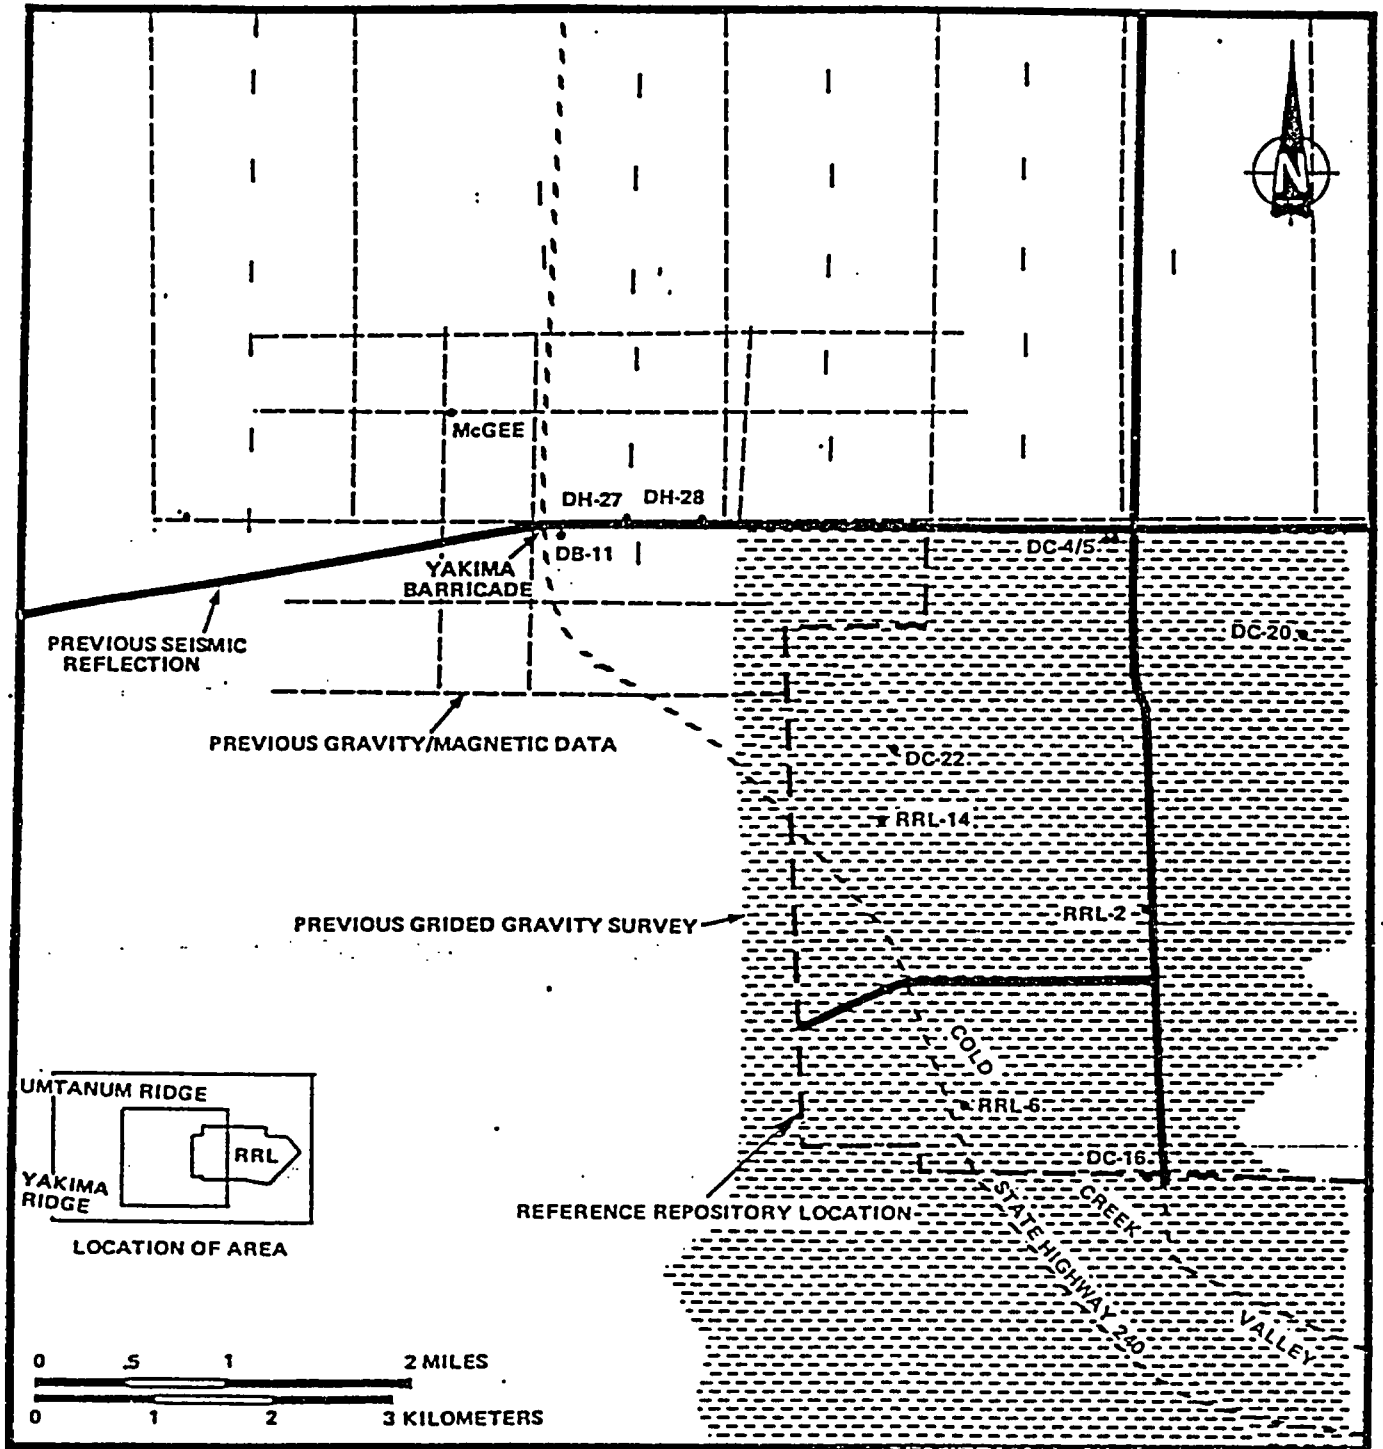 N
McGEE
DH-27
DH-28
DB-11
YAKIMA
BARRICADE
DC-4/5
DC-20
PREVIOUS SEISMIC
REFLECTION
PREVIOUS GRAVITY/MAGNETIC DATA
DC-22
RRL-14
PREVIOUS GRIDED GRAVITY SURVEY
RRL-2
COLD
RRL-6
UMTANUM RIDGE
RRL
YAKIMA
RIDGE
LOCATION OF AREA
DC-16
REFERENCE REPOSITORY LOCATION
CREEK
STATE HIGHWAY 240
VALLEY
0 .5 1 2 MILES
0 1 2 3 KILOMETERS